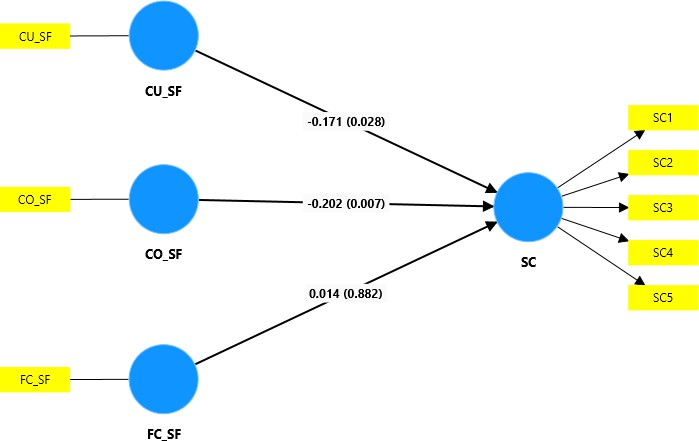 CU_SF
CU_SF
-0.171 (0.028)
SC1
SC2
CO_SF
CO_SF
-0.202 (0.007)
SC
SC3
SC4
0.014 (0.882)
SC5
FC_SF
FC_SF